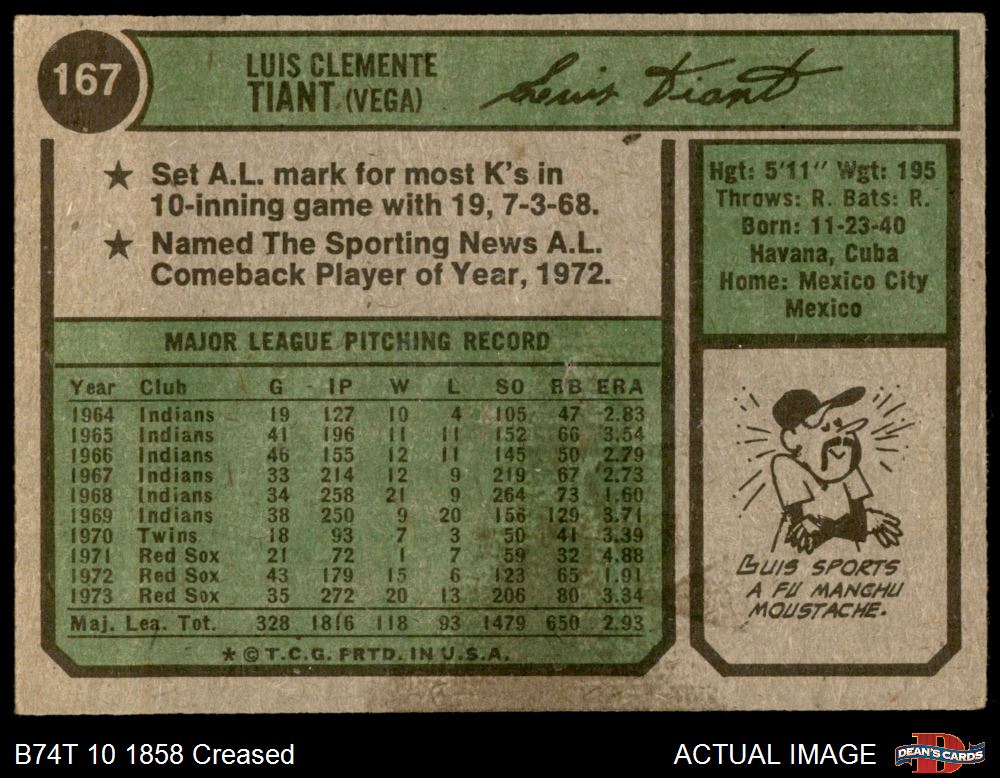 167
LUIS CLEMENTE
TIANT (VEGA)
Luis Tiant
★ Set A.L. mark for most K's in
10-inning game with 19, 7-3-68.
★ Named The Sporting News A.L.
Comeback Player of Year, 1972.
Hgt: 5'11" Wgt: 195
Throws: R. Bats: R.
Born: 11-23-40
Havana, Cuba
Home: Mexico City
Mexico
MAJOR LEAGUE PITCHING RECORD
Year Club G IP W L SO BB ERA
1964 Indians 19 127 10 4 105 47 2.83
1965 Indians 41 196 11 11 152 66 3.54
1966 Indians 46 155 12 11 145 50 2.79
1967 Indians 33 214 12 9 219 67 2.73
1968 Indians 34 258 21 9 264 73 1.60
1969 Indians 38 250 9 20 156 129 3.71
1970 Twins 18 93 7 3 50 41 3.39
1971 Red Sox 21 72 1 7 59 32 4.88
1972 Red Sox 43 179 15 6 123 65 1.91
1973 Red Sox 35 272 20 13 206 80 3.34
Maj. Lea. Tot. 328 1816 118 93 1479 650 2.93
* © T.C.G. PRTD. IN U.S.A.
LUIS SPORTS
A FU MANCHU
MOUSTACHE.
B74T 10 1858 Creased
ACTUAL IMAGE
DEAN'S CARDS